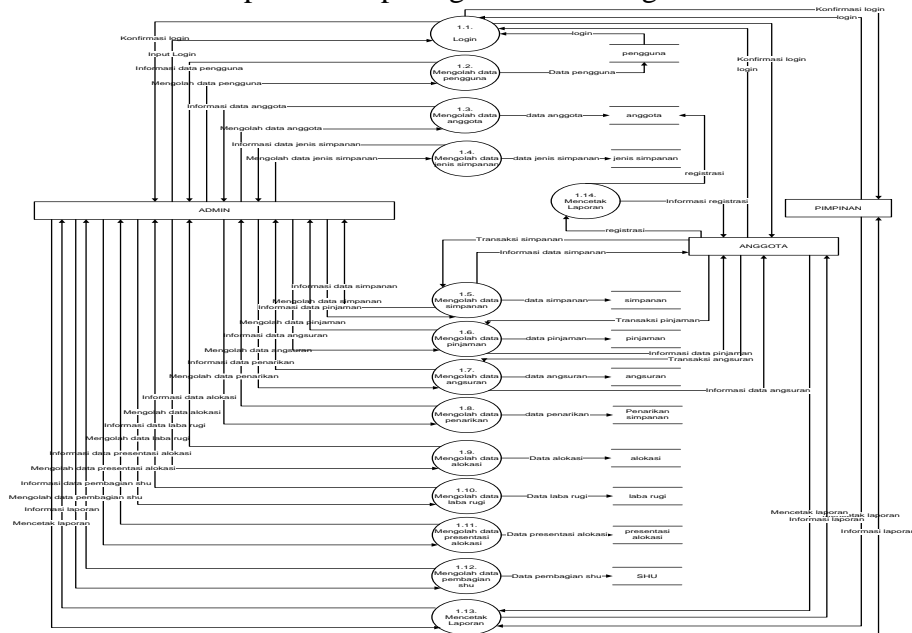 Konfirmasi login
login
1.1.
Login
Konfirmasi login
Input Login
login
pengguna
Konfirmasi login
login
Informasi data pengguna
Mengolah data pengguna
1.2.
Mengolah data
pengguna
Data pengguna
Informasi data anggota
Mengolah data anggota
1.3.
Mengolah data
anggota
data anggota
anggota
Informasi data jenis simpanan
Mengolah data jenis simpanan
1.4.
Mengolah data
jenis simpanan
data jenis simpanan
jenis simpanan
registrasi
1.14.
Mencetak
Laporan
Informasi registrasi
registrasi
ADMIN
PIMPINAN
ANGGOTA
Transaksi simpanan
Informasi data simpanan
Informasi data simpanan
Mengolah data simpanan
1.5.
Mengolah data
simpanan
data simpanan
simpanan
Informasi data pinjaman
Mengolah data pinjaman
Transaksi pinjaman
1.6.
Mengolah data
pinjaman
data pinjaman
pinjaman
Informasi data angsuran
Mengolah data angsuran
Informasi data pinjaman
Transaksi angsuran
1.7.
Mengolah data
angsuran
data angsuran
angsuran
Informasi data angsuran
Informasi data penarikan
Mengolah data penarikan
1.8.
Mengolah data
penarikan
data penarikan
Penarikan
simpanan
Informasi data alokasi
Mengolah data alokasi
1.9.
Mengolah data
alokasi
Data alokasi
alokasi
Informasi data laba rugi
Mengolah data laba rugi
1.10.
Mengolah data
laba rugi
Data laba rugi
laba rugi
Informasi data presentasi alokasi
Mengolah data presentasi alokasi
1.11.
Mengolah data
presentasi
alokasi
Data presentasi alokasi
presentasi
alokasi
Informasi data pembagian shu
Mengolah data pembagian shu
1.12.
Mengolah data
pembagian
shu
Data pembagian shu
SHU
Informasi laporan
Mencetak laporan
1.13.
Mencetak
Laporan
Mencetak laporan
Informasi laporan
Mencetak laporan
Informasi laporan